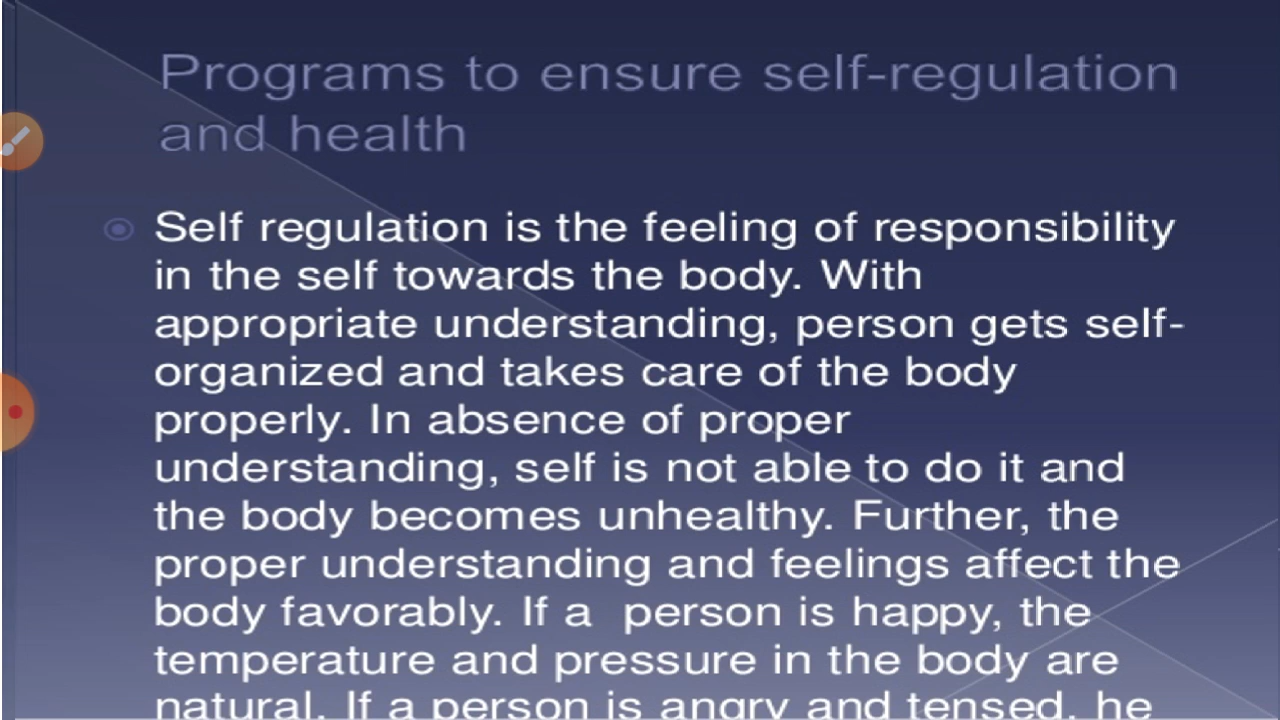 Programs to ensure self-regulation
and health
Self regulation is the feeling of responsibility
in the self towards the body. With
appropriate understanding, person gets self-
organized and takes care of the body
properly. In absence of proper
understanding, self is not able to do it and
the body becomes unhealthy. Further, the
proper understanding and feelings affect the
body favorably. If a person is happy, the
temperature and pressure in the body are
natural. If a person is angry and tensed, he